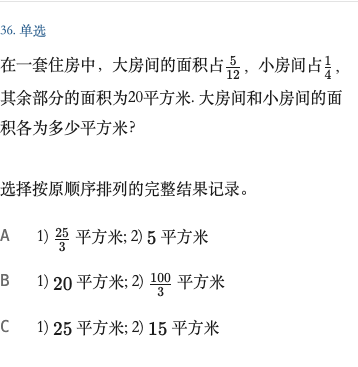 36. 单选
在一套住房中，大房间的面积占5/12，小房间占1/4，
其余部分的面积为20平方米. 大房间和小房间的面
积各为多少平方米?
选择按原顺序排列的完整结果记录。
A 1) 25/3 平方米; 2) 5 平方米
B 1) 20 平方米; 2) 100/3 平方米
C 1) 25 平方米; 2) 15 平方米